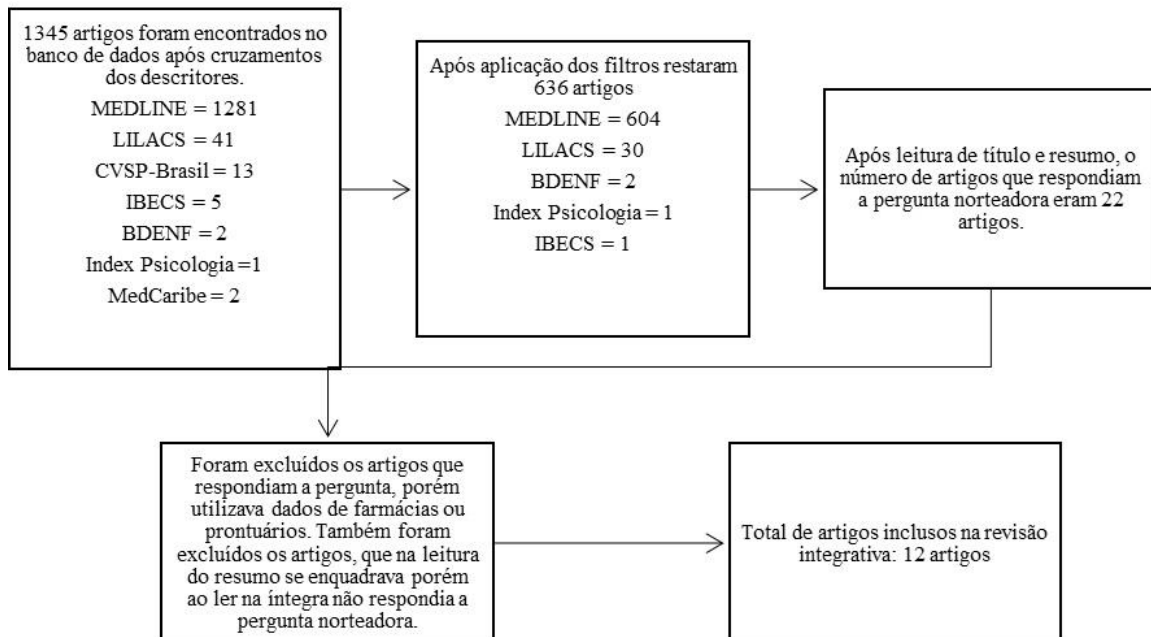 1345 artigos foram encontrados no
banco de dados após cruzamentos
dos descritores.
MEDLINE = 1281
LILACS = 41
CVSP-Brasil = 13
IBECS = 5
BDENF = 2
Index Psicologia =1
MedCaribe = 2
Após aplicação dos filtros restaram
636 artigos
MEDLINE = 604
LILACS = 30
BDENF = 2
Index Psicologia = 1
IBECS = 1
Após leitura de título e resumo, o
número de artigos que respondiam
a pergunta norteadora eram 22
artigos.
Foram excluídos os artigos que
respondiam a pergunta, porém
utilizava dados de farmácias ou
prontuários. Também foram
excluídos os artigos, que na leitura
do resumo se enquadrava porém
ao ler na íntegra não respondia a
pergunta norteadora.
Total de artigos inclusos na revisão
integrativa: 12 artigos